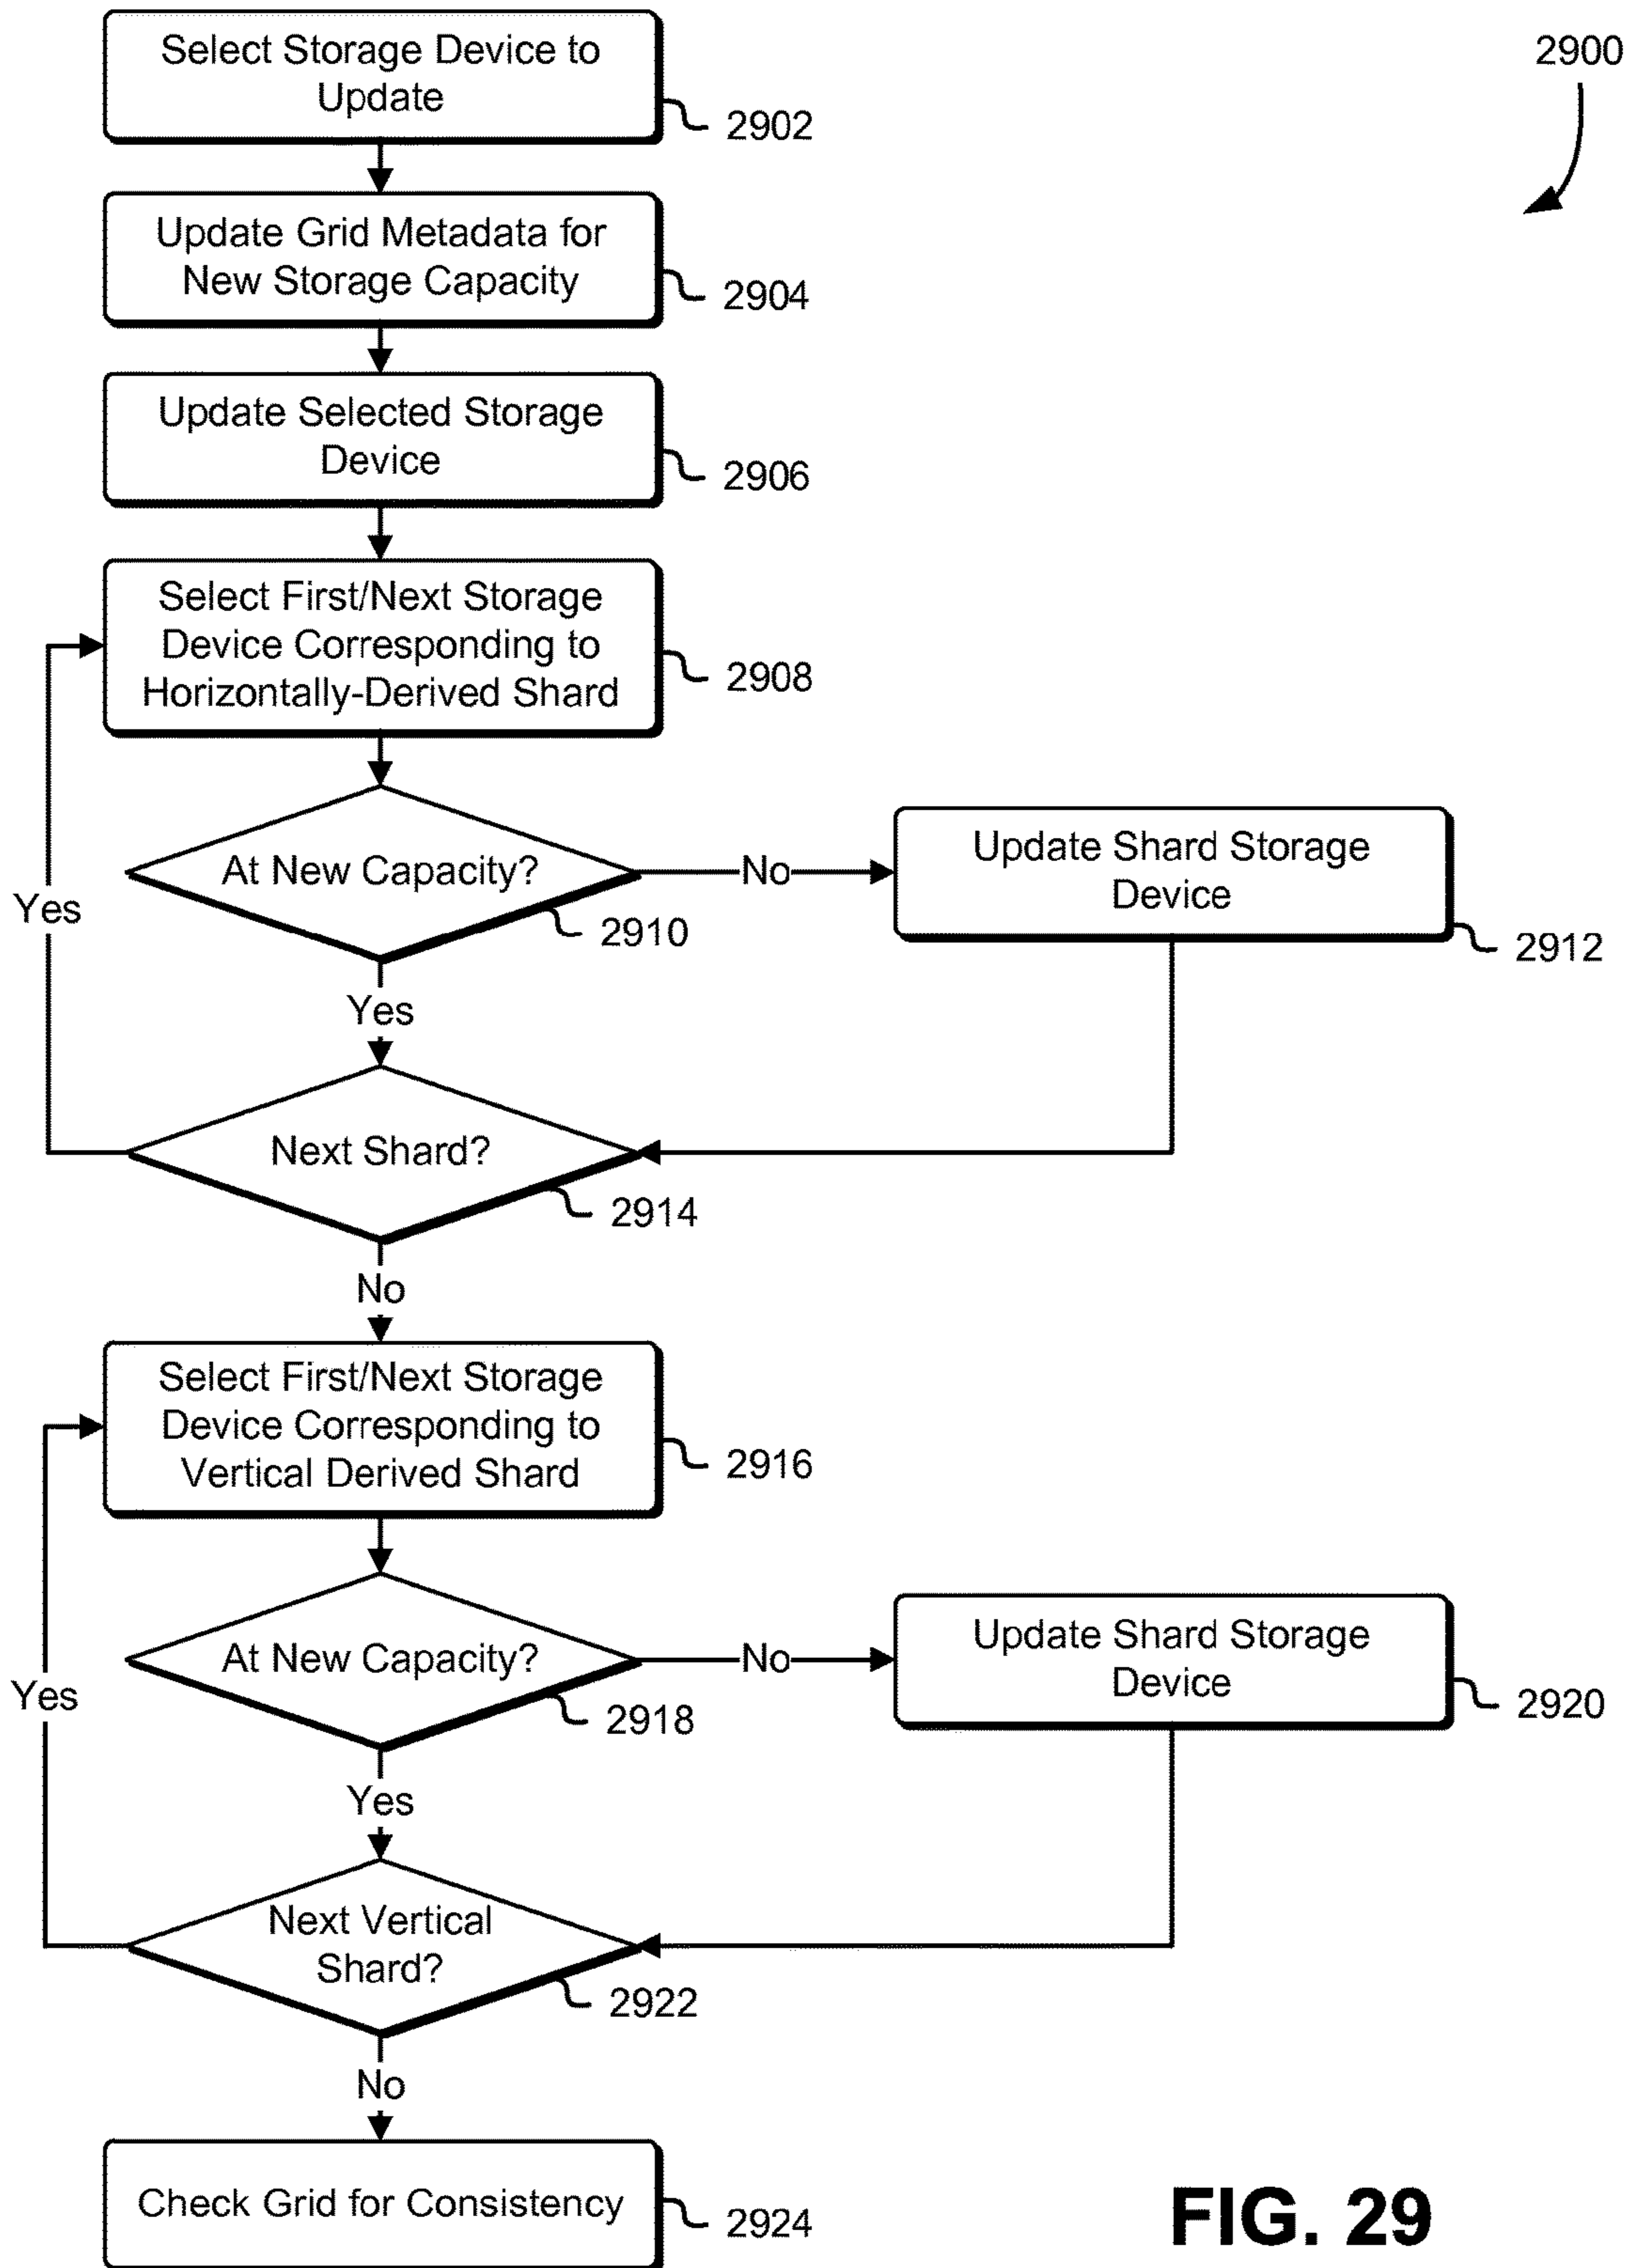 Select Storage Device to
Update
2902
2900
Update Grid Metadata for
New Storage Capacity
2904
Update Selected Storage
Device
2906
Select First/Next Storage
Device Corresponding to
Horizontally-Derived Shard
2908
At New Capacity?
2910
No
Update Shard Storage
Device
2912
Yes
Yes
Next Shard?
2914
No
Select First/Next Storage
Device Corresponding to
Vertical Derived Shard
2916
At New Capacity?
2918
No
Update Shard Storage
Device
2920
Yes
Yes
Next Vertical
Shard?
2922
No
Check Grid for Consistency
2924
FIG. 29